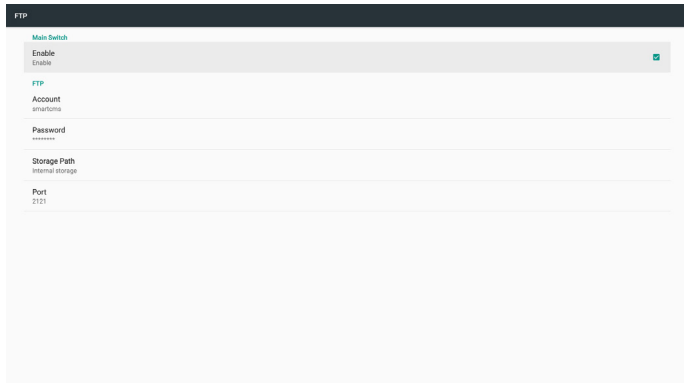 FTP
Main Switch
Enable
Enable
FTP
Account
smartcms
Password
********
Storage Path
Internal storage
Port
2121